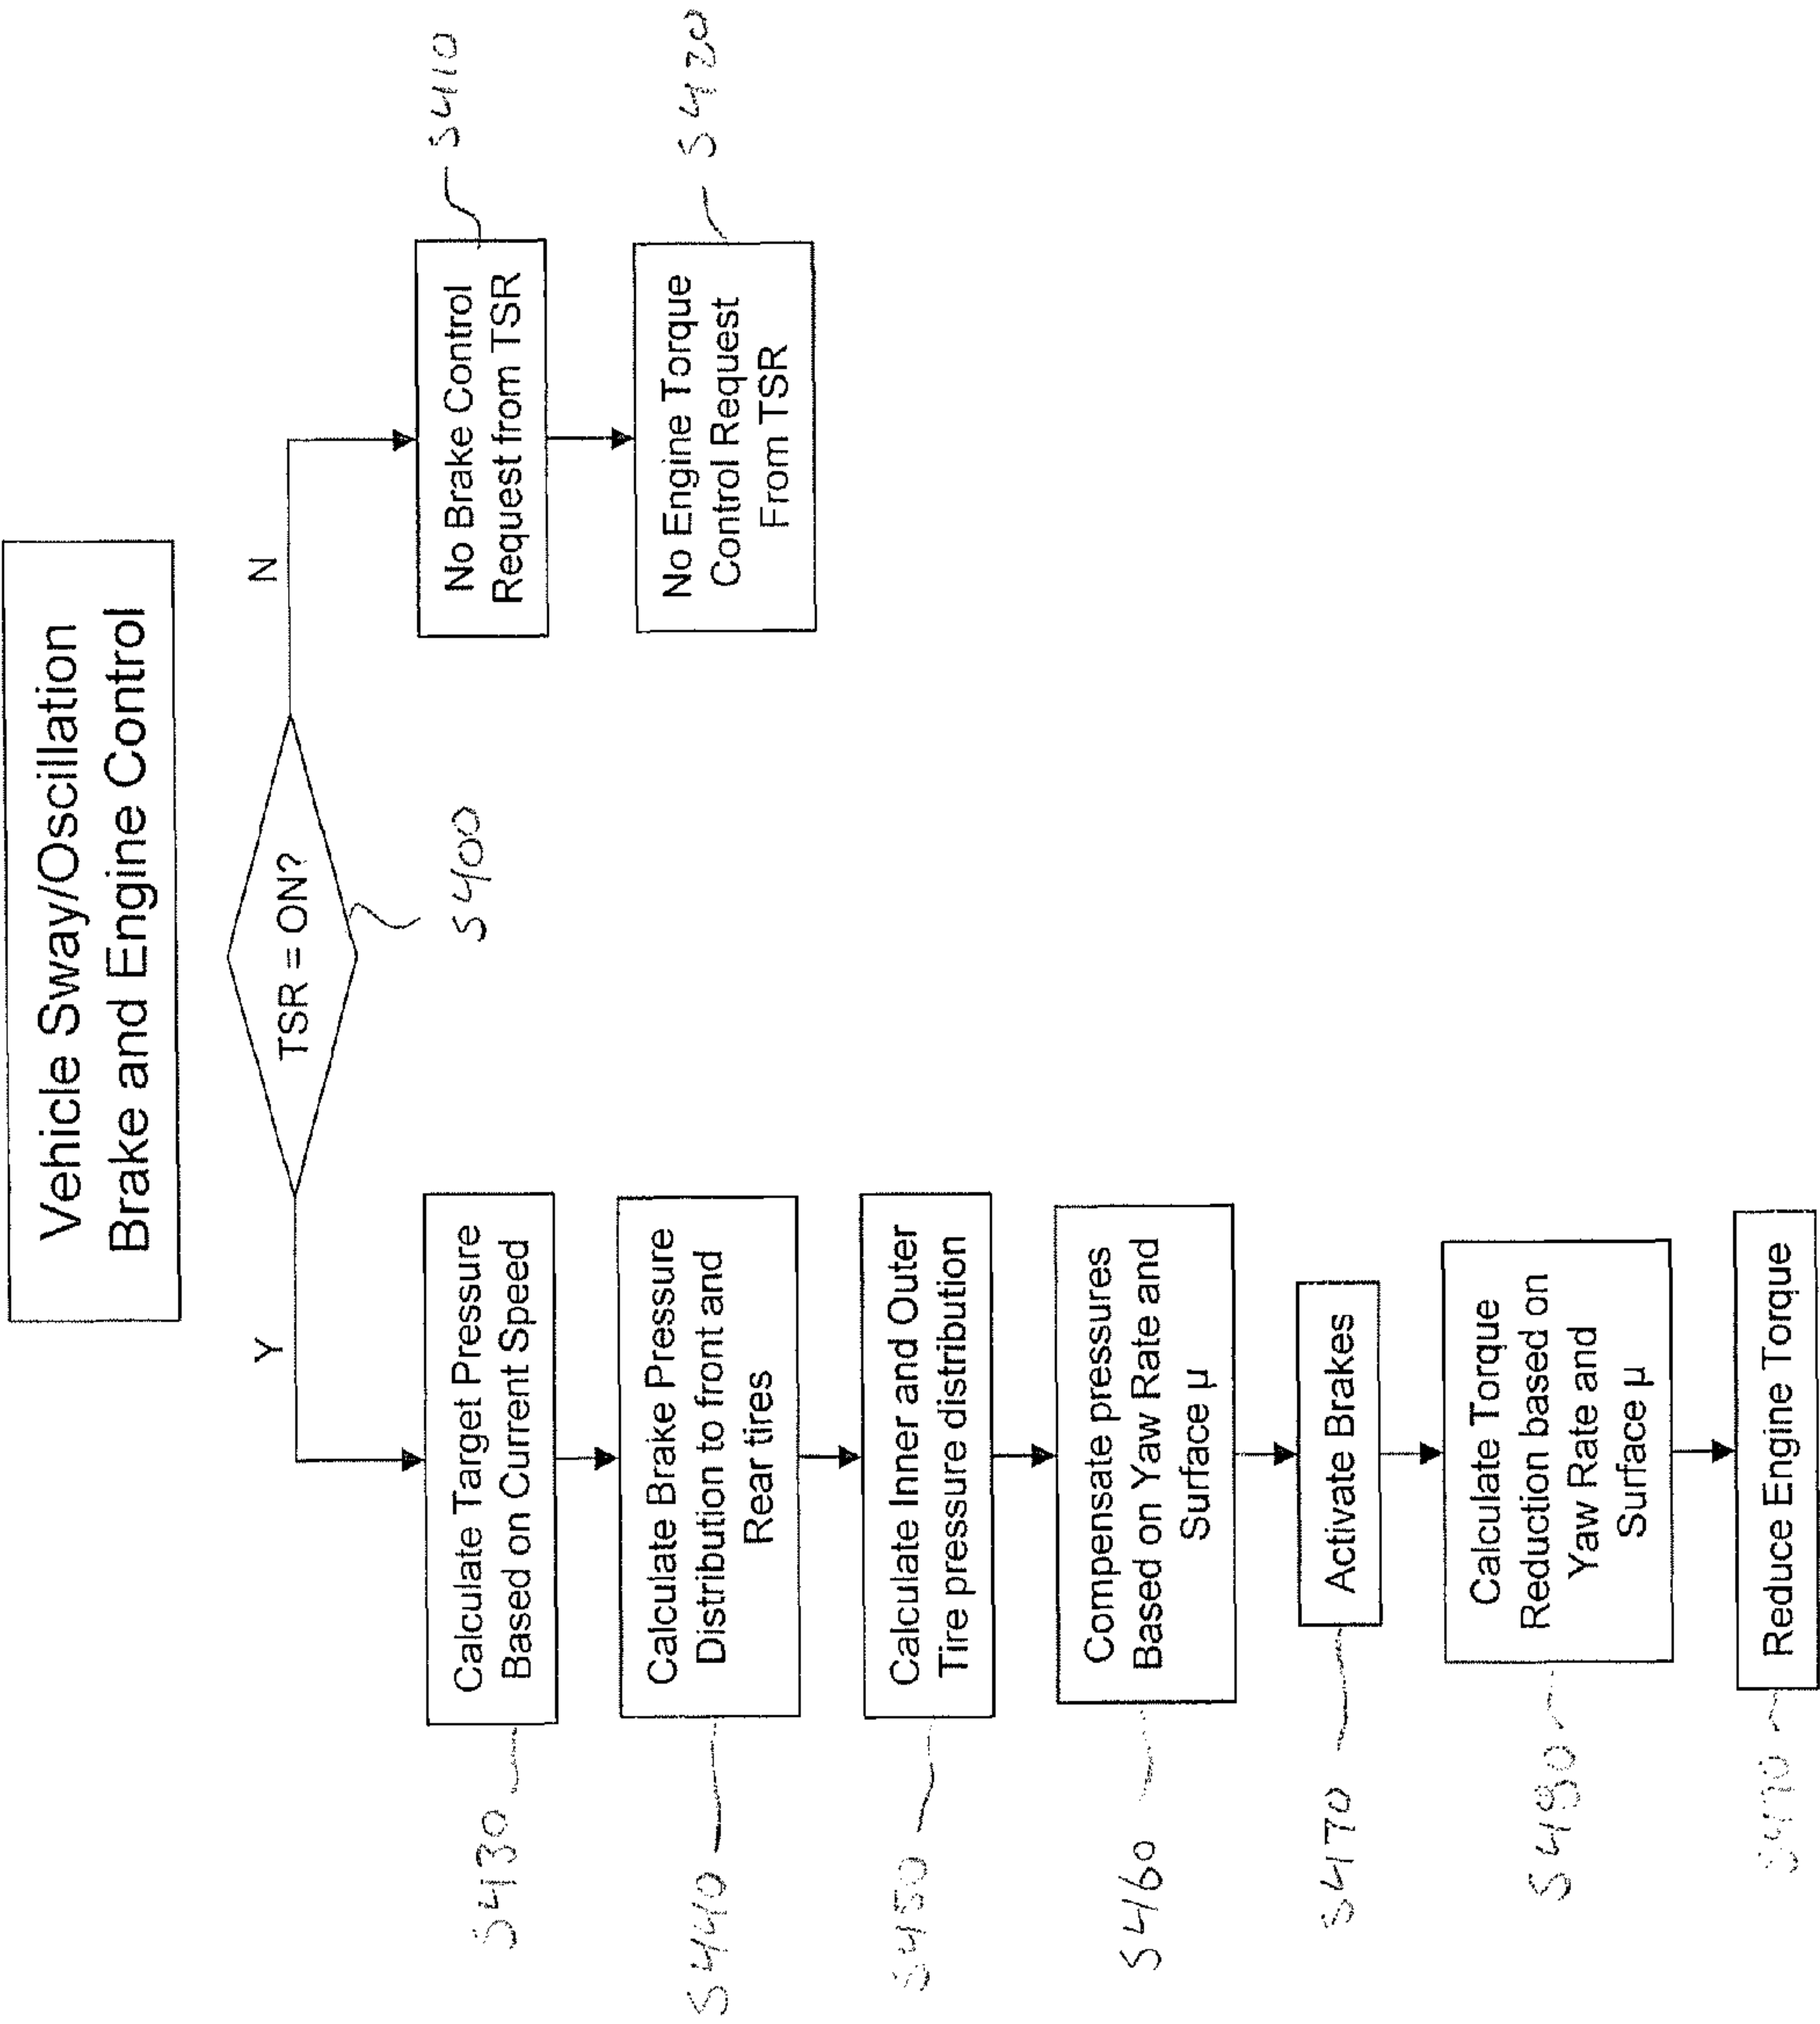 Vehicle Sway/Oscillation
Brake and Engine Control
TSR = ON?
S400
Y
N
No Brake Control
Request from TSR
S410
No Engine Torque
Control Request
From TSR
S420
Calculate Target Pressure
Based on Current Speed
S430
Calculate Brake Pressure
Distribution to front and
Rear tires
S440
Calculate Inner and Outer
Tire pressure distribution
S450
Compensate pressures
Based on Yaw Rate and
Surface μ
S460
Activate Brakes
S470
Calculate Torque
Reduction based on
Yaw Rate and
Surface μ
S480
Reduce Engine Torque
S490